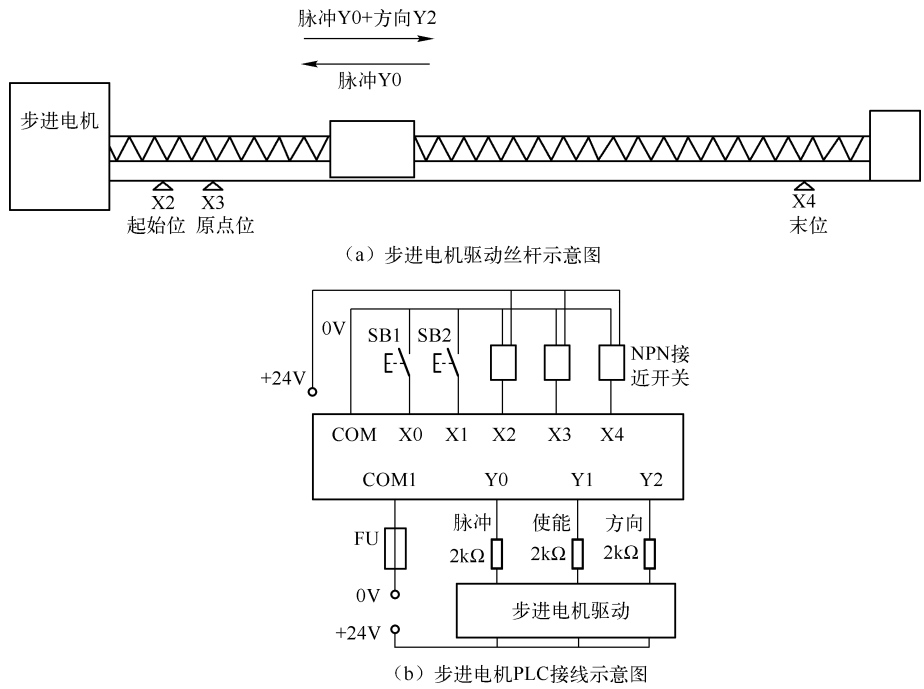 脉冲Y0+方向Y2
脉冲Y0
步进电机
X2
起始位
X3
原点位
X4
末位
（a）步进电机驱动丝杆示意图
0V
SB1
SB2
NPN接
近开关
+24V
COM X0 X1 X2 X3 X4
COM1 Y0 Y1 Y2
FU
脉冲
2kΩ
使能
2kΩ
方向
2kΩ
0V
+24V
步进电机驱动
（b）步进电机PLC接线示意图